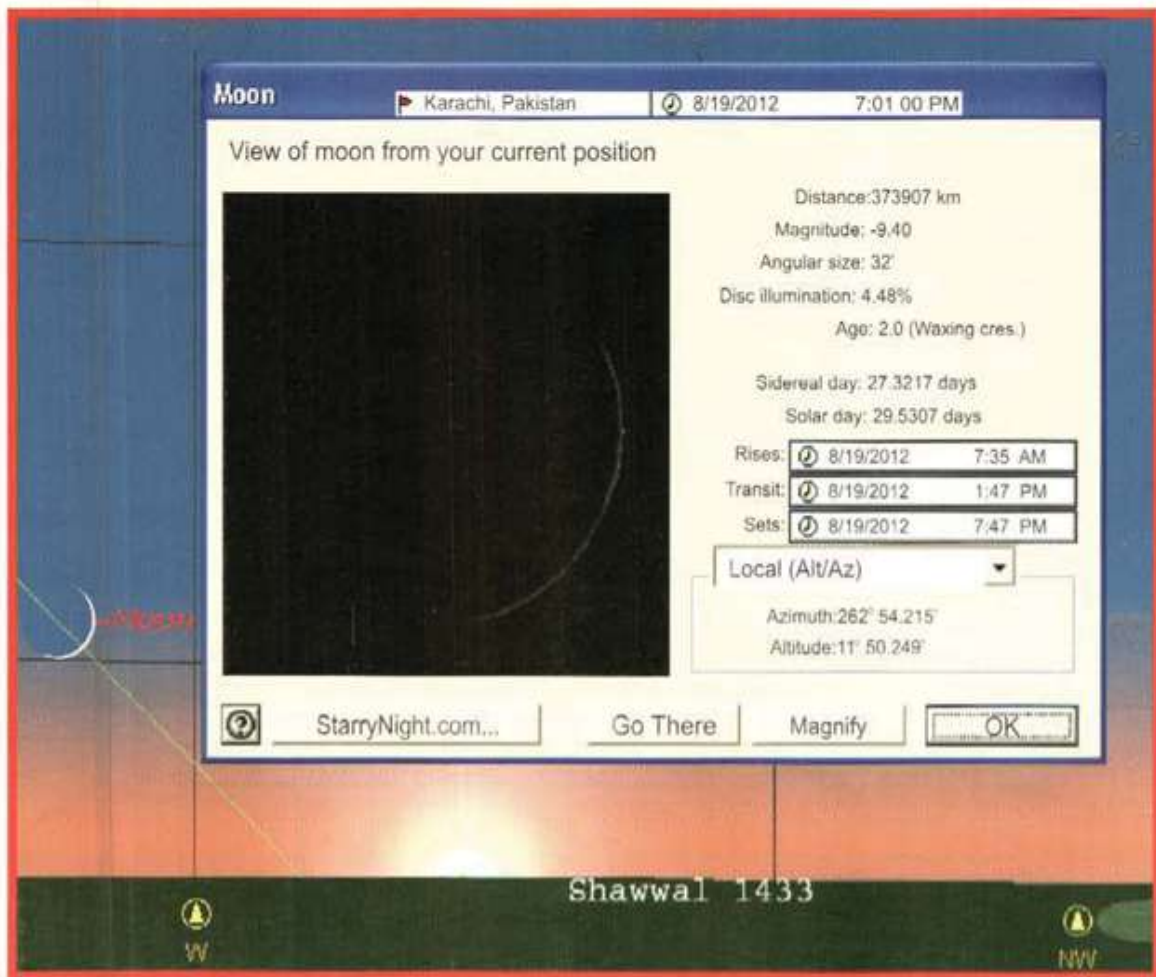 Moon
Karachi, Pakistan 8/19/2012 7:01 00 PM
View of moon from your current position
Distance:373907 km
Magnitude: -9.40
Angular size: 32'
Disc illumination: 4.48%
Age: 2.0 (Waxing cres.)
Sidereal day: 27.3217 days
Solar day: 29.5307 days
Rises: 8/19/2012 7:35 AM
Transit: 8/19/2012 1:47 PM
Sets: 8/19/2012 7:47 PM
Local (Alt/Az)
Azimuth:262° 54.215'
Altitude:11° 50.249'
StarryNight.com... Go There Magnify OK
Shawwal 1433
W
NW